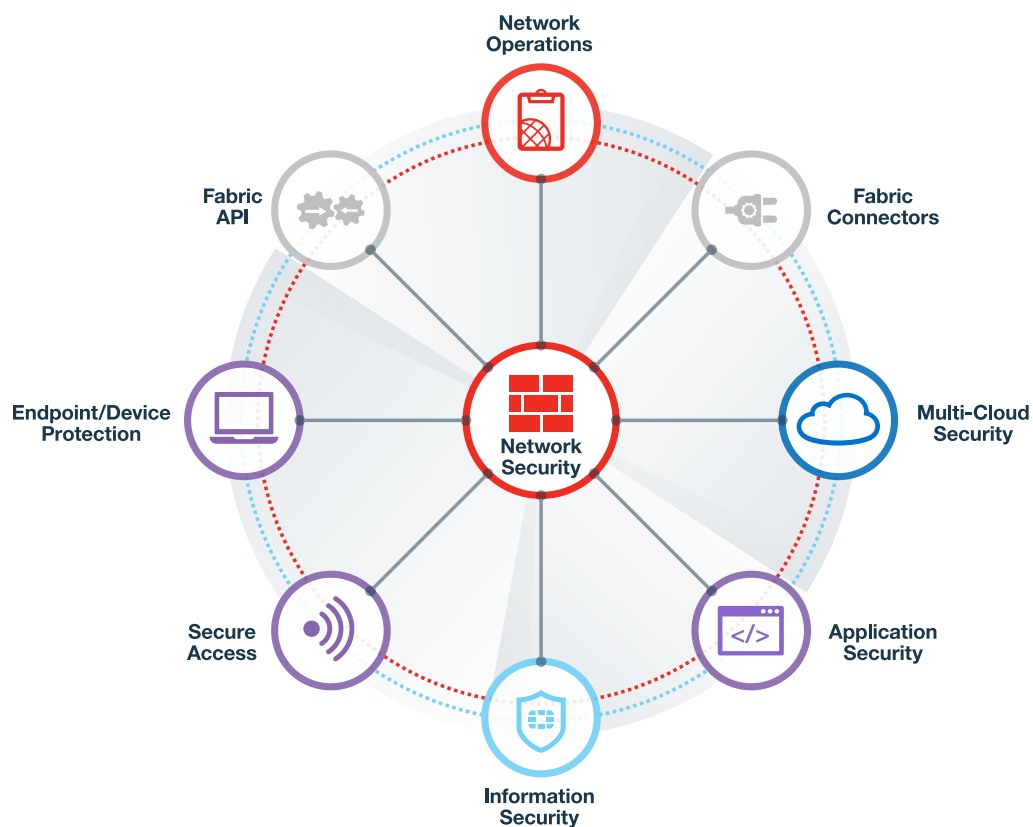 Network
Operations
Fabric
API
Fabric
Connectors
Endpoint/Device
Protection
Network
Security
Multi-Cloud
Security
Secure
Access
</>
Application
Security
Information
Security